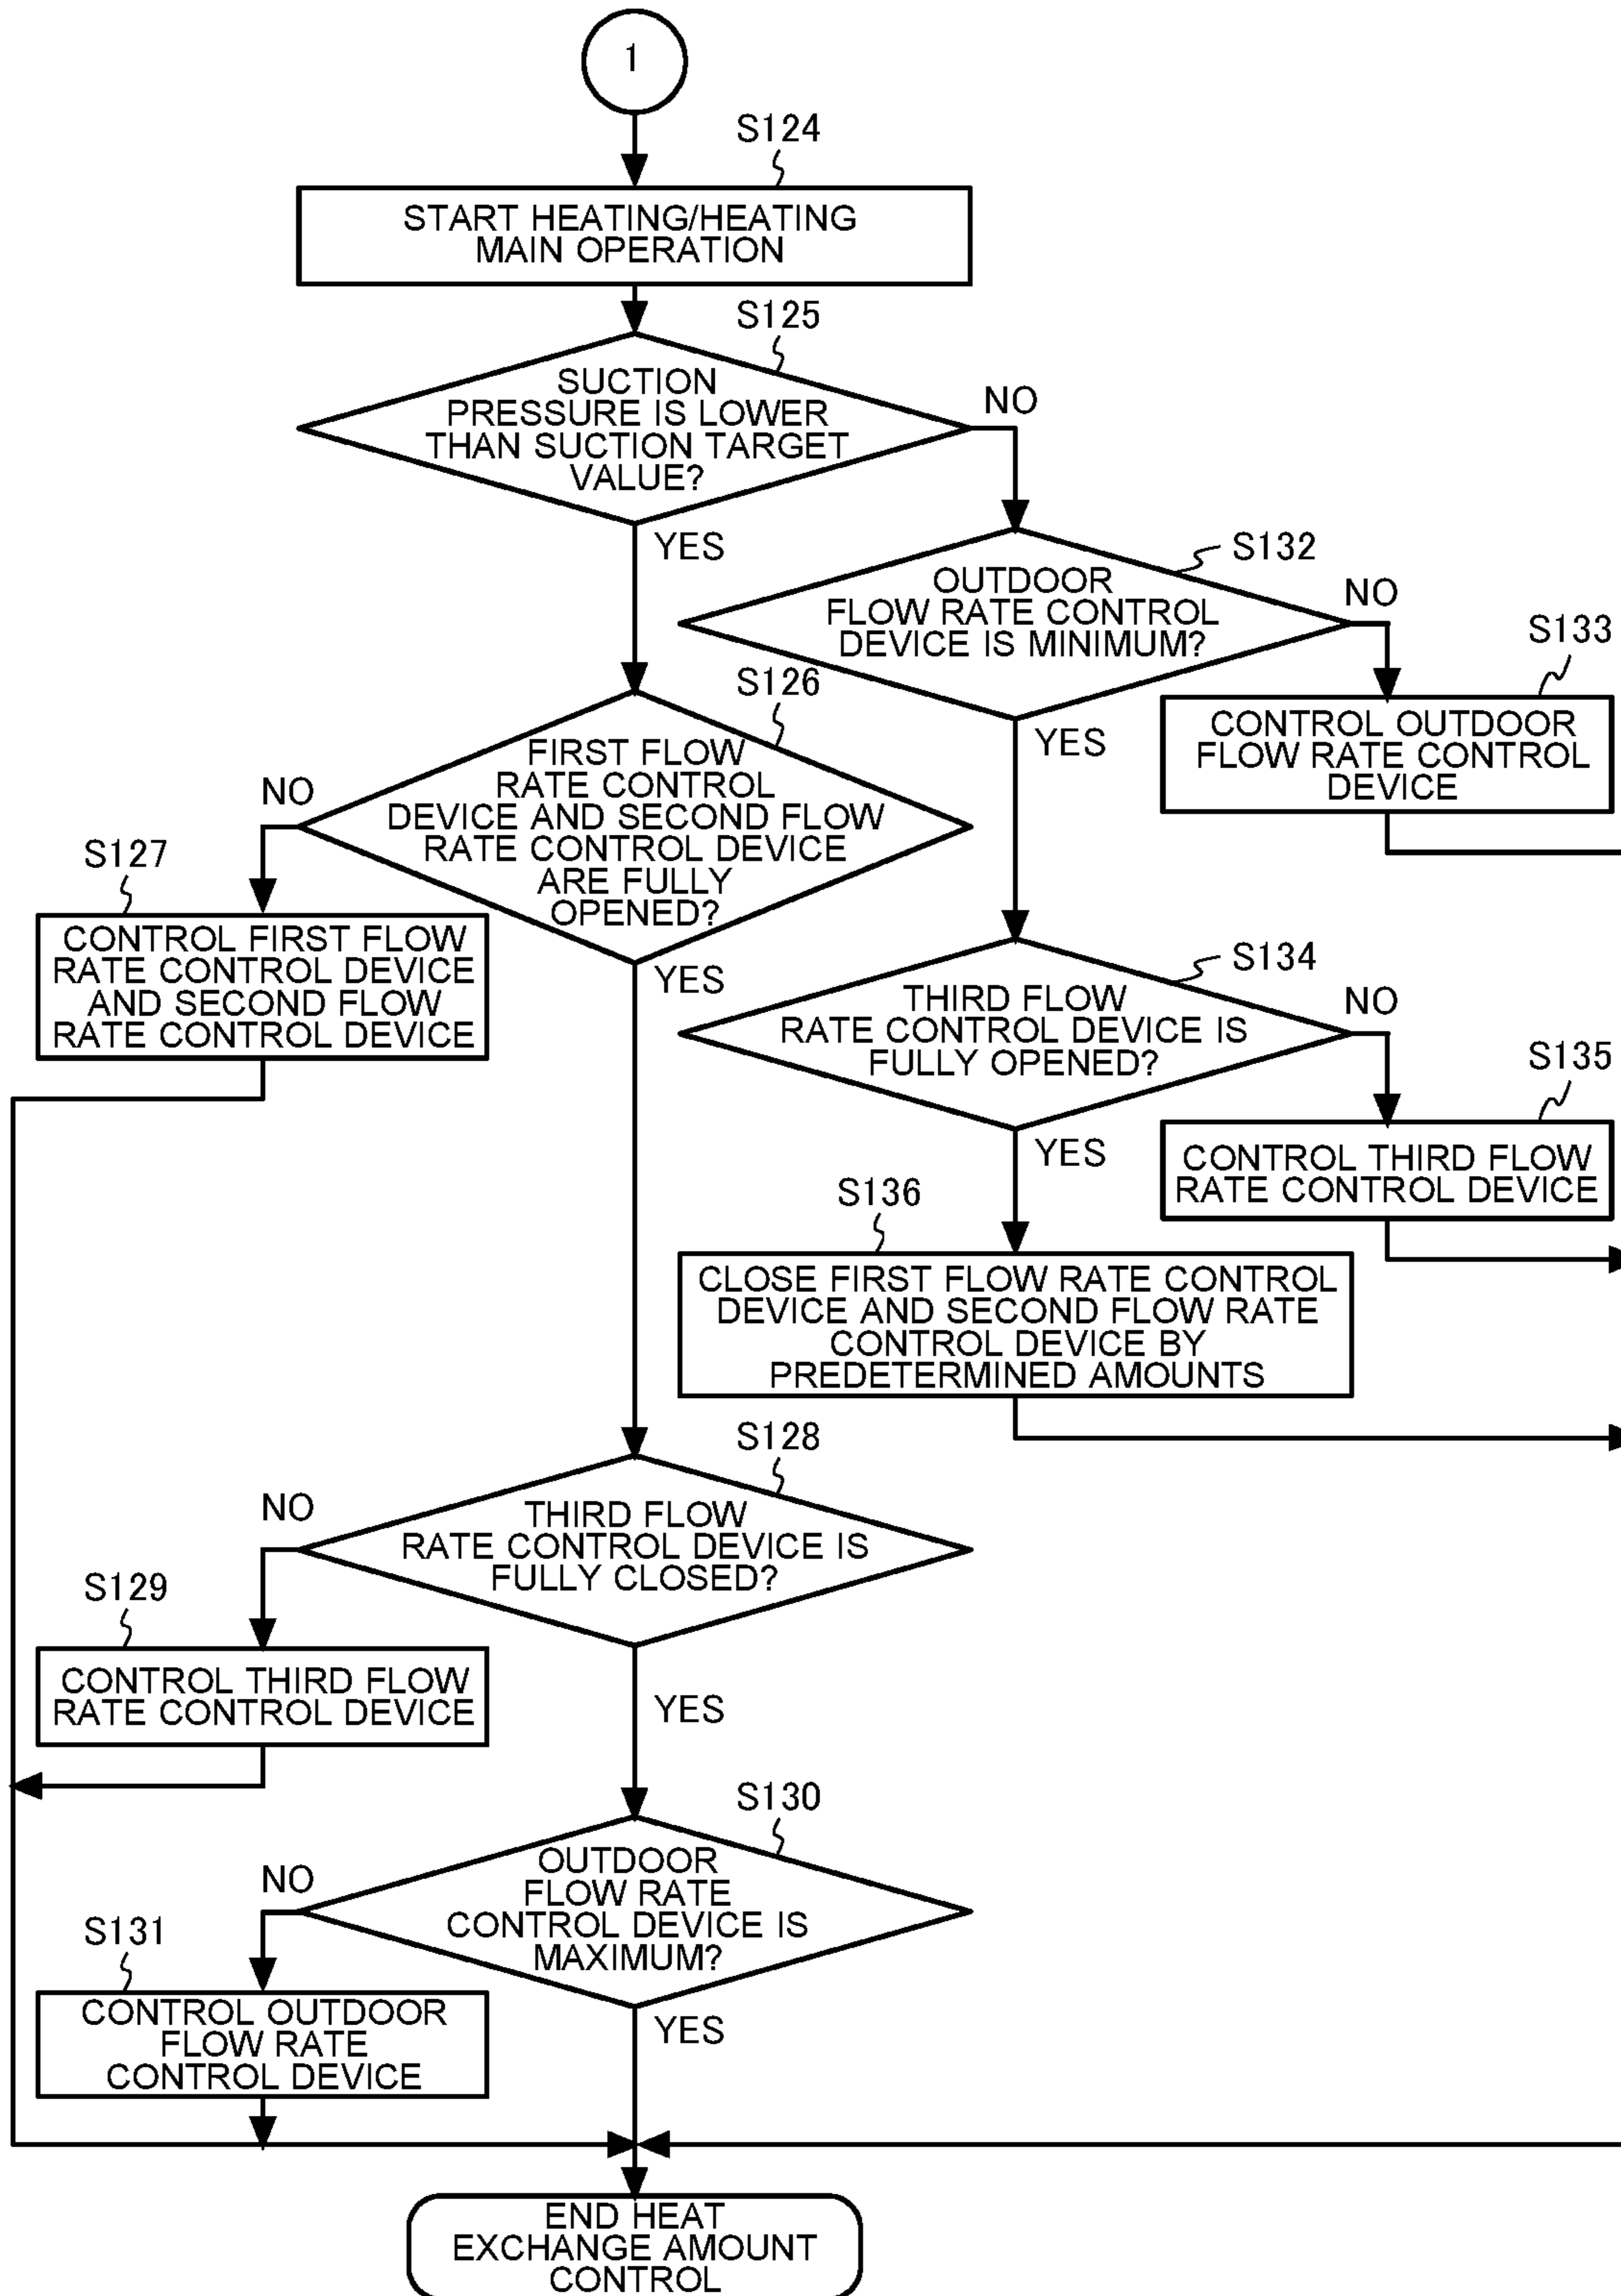 1
S124
START HEATING/HEATING
MAIN OPERATION
S125
SUCTION
PRESSURE IS LOWER
THAN SUCTION TARGET
VALUE?
NO
YES
S132
OUTDOOR
FLOW RATE CONTROL
DEVICE IS MINIMUM?
NO
YES
S133
CONTROL OUTDOOR
FLOW RATE CONTROL
DEVICE
S126
FIRST FLOW
RATE CONTROL
DEVICE AND SECOND FLOW
RATE CONTROL DEVICE
ARE FULLY
OPENED?
NO
YES
S127
CONTROL FIRST FLOW
RATE CONTROL DEVICE
AND SECOND FLOW
RATE CONTROL DEVICE
S134
THIRD FLOW
RATE CONTROL DEVICE IS
FULLY OPENED?
NO
YES
S135
CONTROL THIRD FLOW
RATE CONTROL DEVICE
S136
CLOSE FIRST FLOW RATE CONTROL
DEVICE AND SECOND FLOW RATE
CONTROL DEVICE BY
PREDETERMINED AMOUNTS
S128
THIRD FLOW
RATE CONTROL DEVICE IS
FULLY CLOSED?
NO
YES
S129
CONTROL THIRD FLOW
RATE CONTROL DEVICE
S130
OUTDOOR
FLOW RATE
CONTROL DEVICE IS
MAXIMUM?
NO
YES
S131
CONTROL OUTDOOR
FLOW RATE
CONTROL DEVICE
END HEAT
EXCHANGE AMOUNT
CONTROL